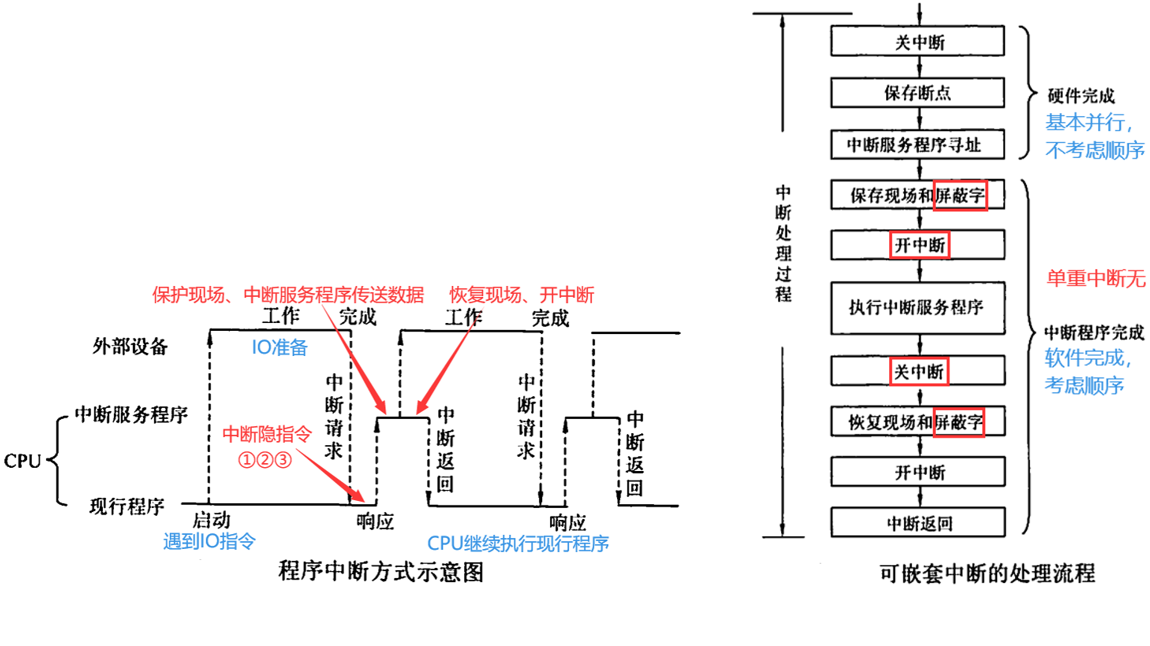 保护现场、中断服务程序传送数据
恢复现场、开中断
工作
完成
工作
完成
外部设备
IO准备
中断请求
中断请求
中断服务程序
中断隐指令
①②③
中断返回
中断返回
CPU
现行程序
启动
响应
响应
遇到IO指令
CPU继续执行现行程序
程序中断方式示意图
中断处理过程
关中断
保存断点
中断服务程序寻址
硬件完成
基本并行，
不考虑顺序
保存现场和屏蔽字
开中断
执行中断服务程序
关中断
恢复现场和屏蔽字
开中断
中断返回
单重中断无
中断程序完成
软件完成，
考虑顺序
可嵌套中断的处理流程